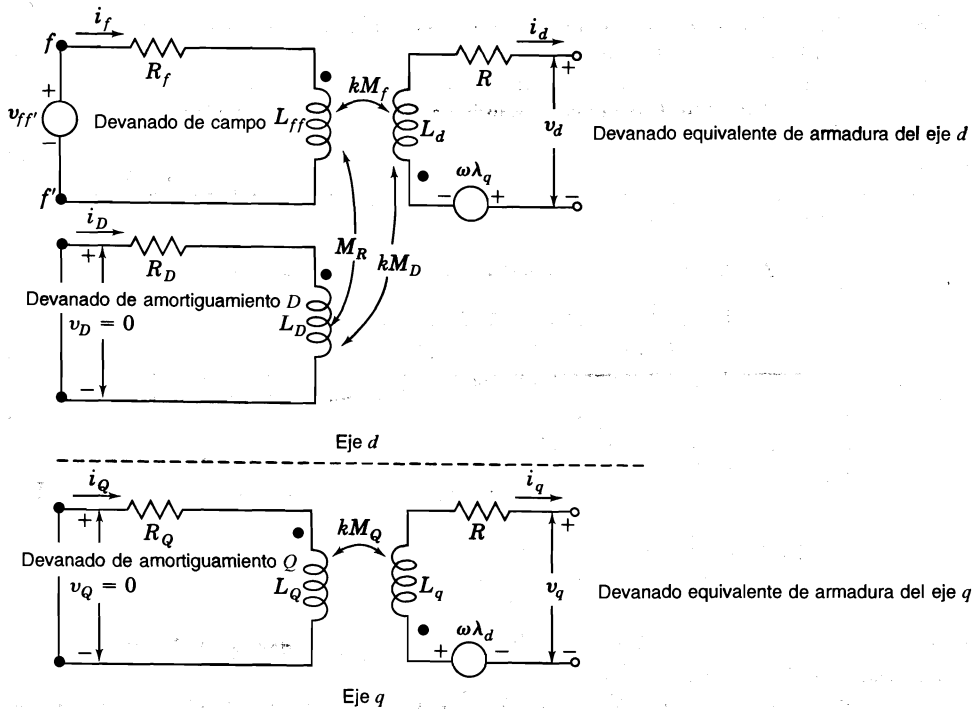 i_f
f
R_f
+
v_ff'
−
Devanado de campo
L_ff
kM_f
f'
i_d
R
+
L_d
v_d
ωλ_q
− +
−
Devanado equivalente de armadura del eje d
i_D
+
R_D
Devanado de amortiguamiento D
v_D = 0
L_D
−
M_R
kM_D
Eje d
i_Q
+
R_Q
Devanado de amortiguamiento Q
v_Q = 0
L_Q
−
kM_Q
i_q
R
+
L_q
v_q
ωλ_d
+ −
−
Devanado equivalente de armadura del eje q
Eje q